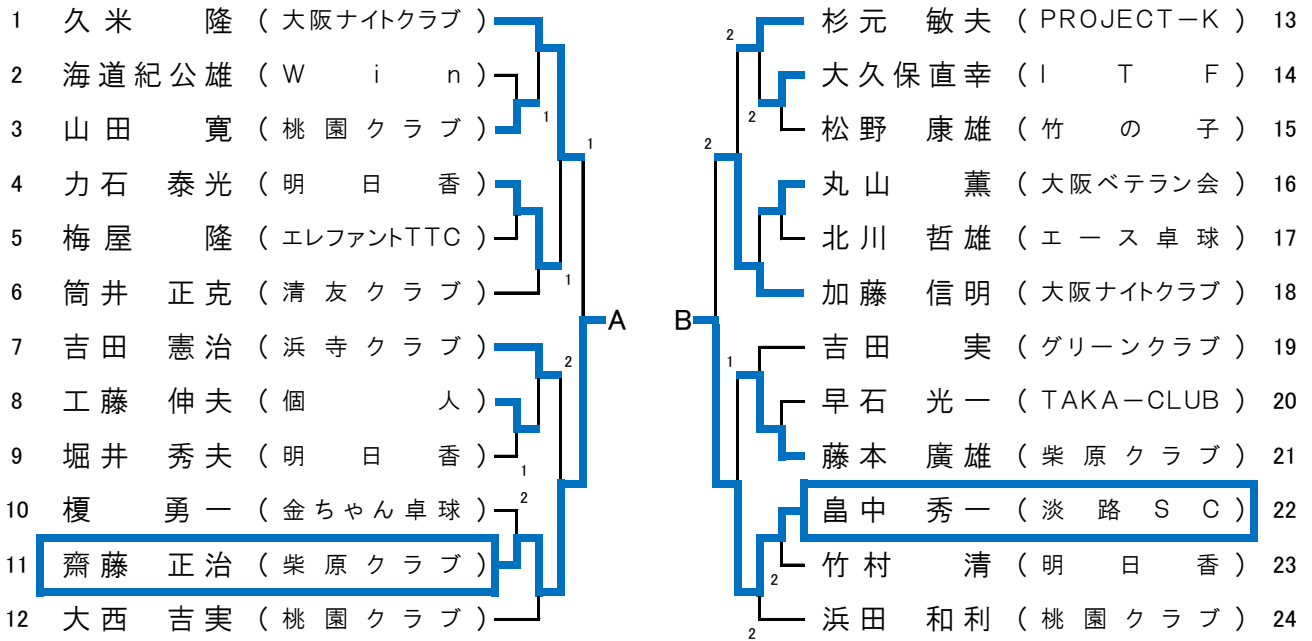 1 久米 隆 (大阪ナイトクラブ)
2 海道紀公雄 (Win)
3 山田 寛 (桃園クラブ)
4 力石 泰光 (明日香)
5 梅屋 隆 (エレファントTTC)
6 筒井 正克 (清友クラブ)
7 吉田 憲治 (浜寺クラブ)
8 工藤 伸夫 (個人)
9 堀井 秀夫 (明日香)
10 榎 勇一 (金ちゃん卓球)
11 齋藤 正治 (柴原クラブ)
12 大西 吉実 (桃園クラブ)
1
1
1
2
1
2
A
B
2
2
2
1
2
2
杉元 敏夫 (PROJECT-K) 13
大久保直幸 (ITF) 14
松野 康雄 (竹の子) 15
丸山 薫 (大阪ベテラン会) 16
北川 哲雄 (エース卓球) 17
加藤 信明 (大阪ナイトクラブ) 18
吉田 実 (グリーンクラブ) 19
早石 光一 (TAKA-CLUB) 20
藤本 廣雄 (柴原クラブ) 21
畠中 秀一 (淡路SC) 22
竹村 清 (明日香) 23
浜田 和利 (桃園クラブ) 24